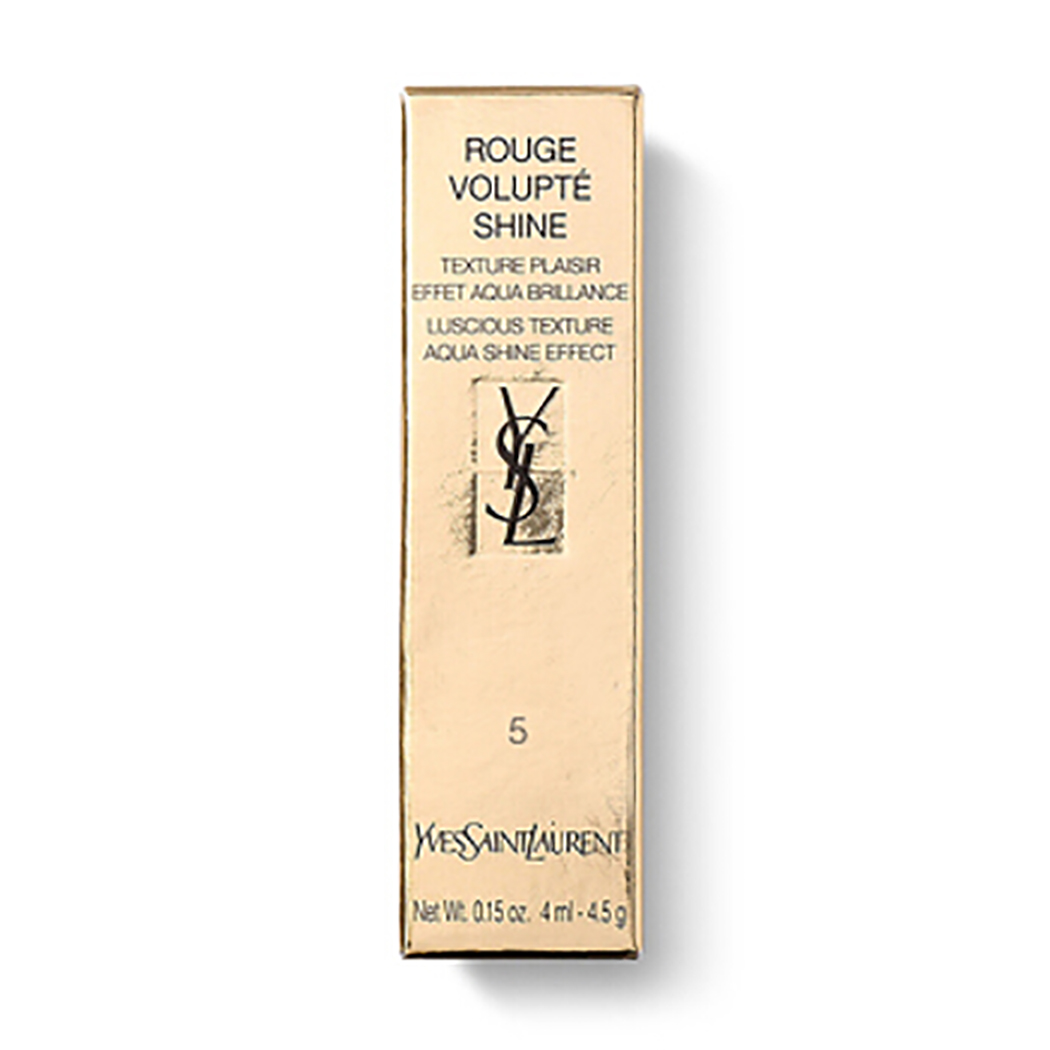 ROUGE
VOLUPTÉ
SHINE
TEXTURE PLAISIR
EFFET AQUA BRILLANCE
LUSCIOUS TEXTURE
AQUA SHINE EFFECT
YSL
5
YVESSAINTLAURENT
Net Wt. 0.15 oz. 4 ml - 4.5 g